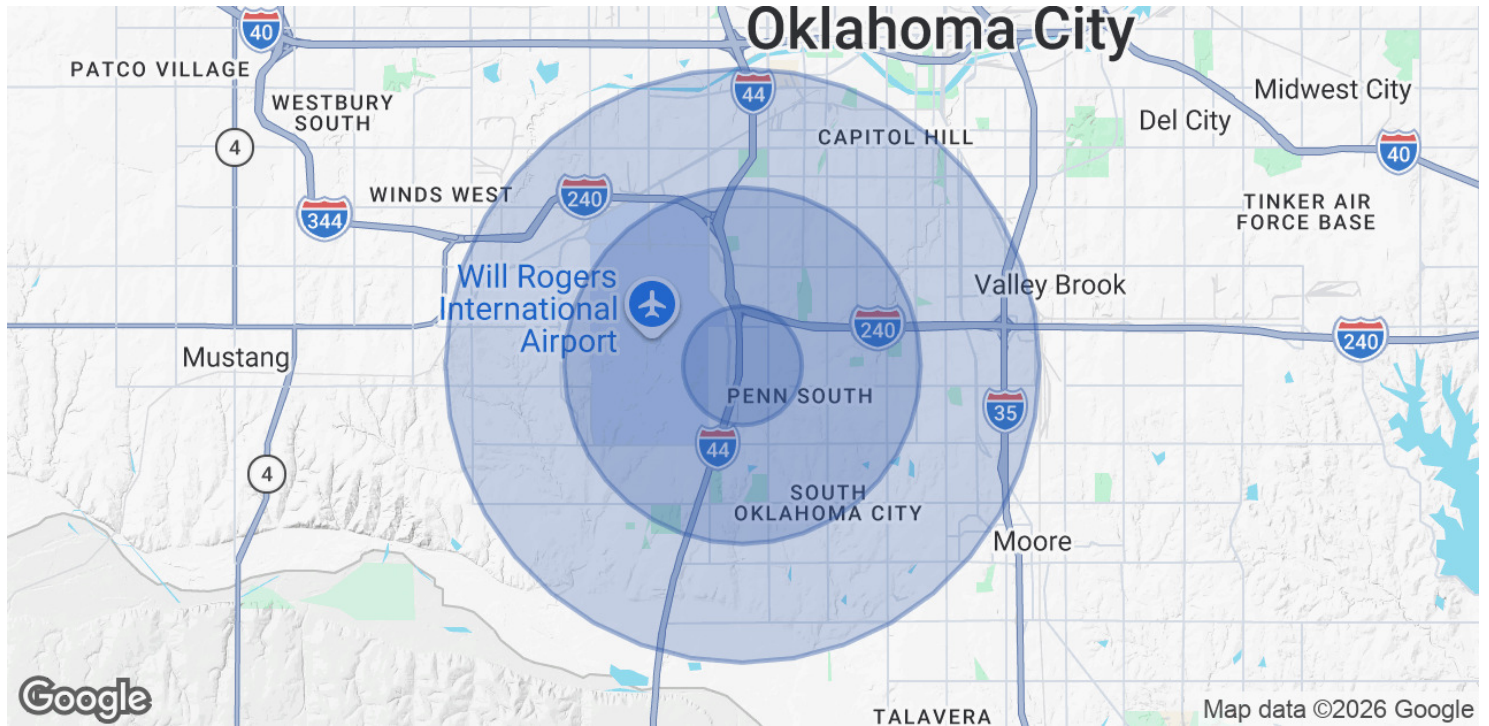 Oklahoma City
40
PATCO VILLAGE
44
Midwest City
WESTBURY
SOUTH
Del City
CAPITOL HILL
4
40
WINDS WEST
240
TINKER AIR
FORCE BASE
344
Will Rogers
International
Airport
Valley Brook
240
240
Mustang
PENN SOUTH
35
44
4
SOUTH
OKLAHOMA CITY
Moore
Google
TALAVERA
Map data ©2026 Google